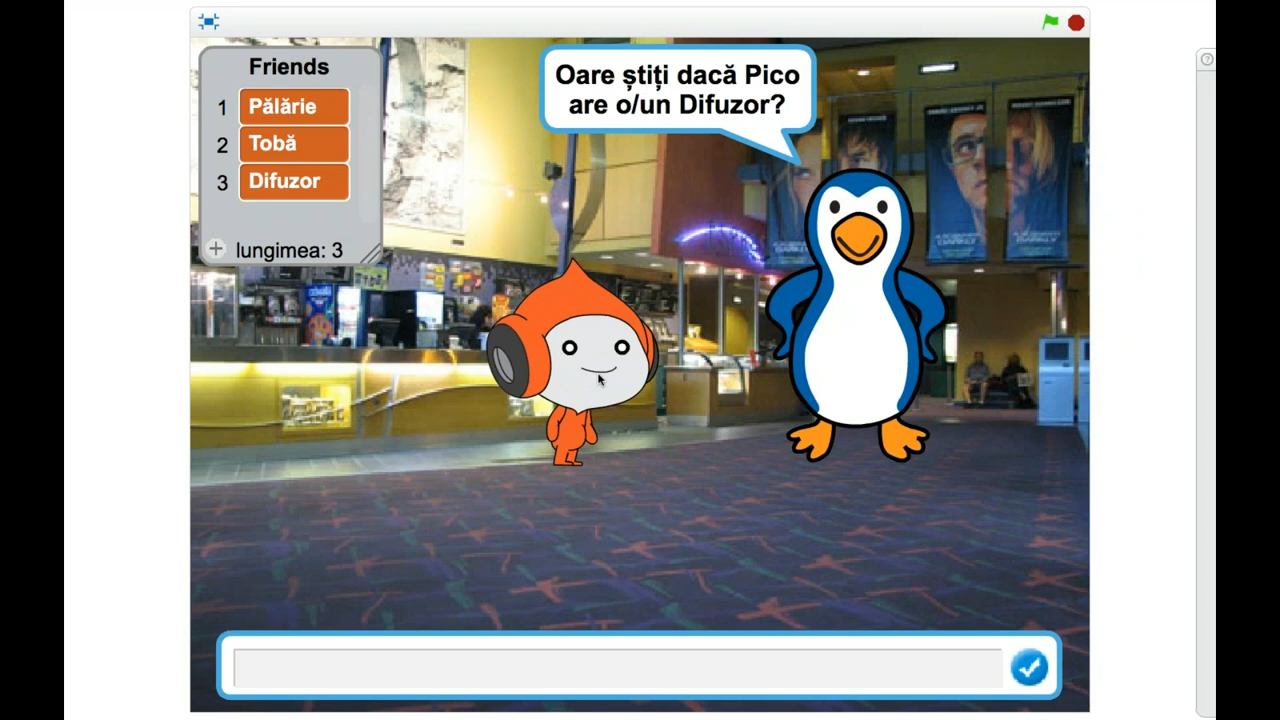 Friends
1 Pălărie
2 Tobă
3 Difuzor
lungimea: 3
Oare știți dacă Pico
are o/un Difuzor?